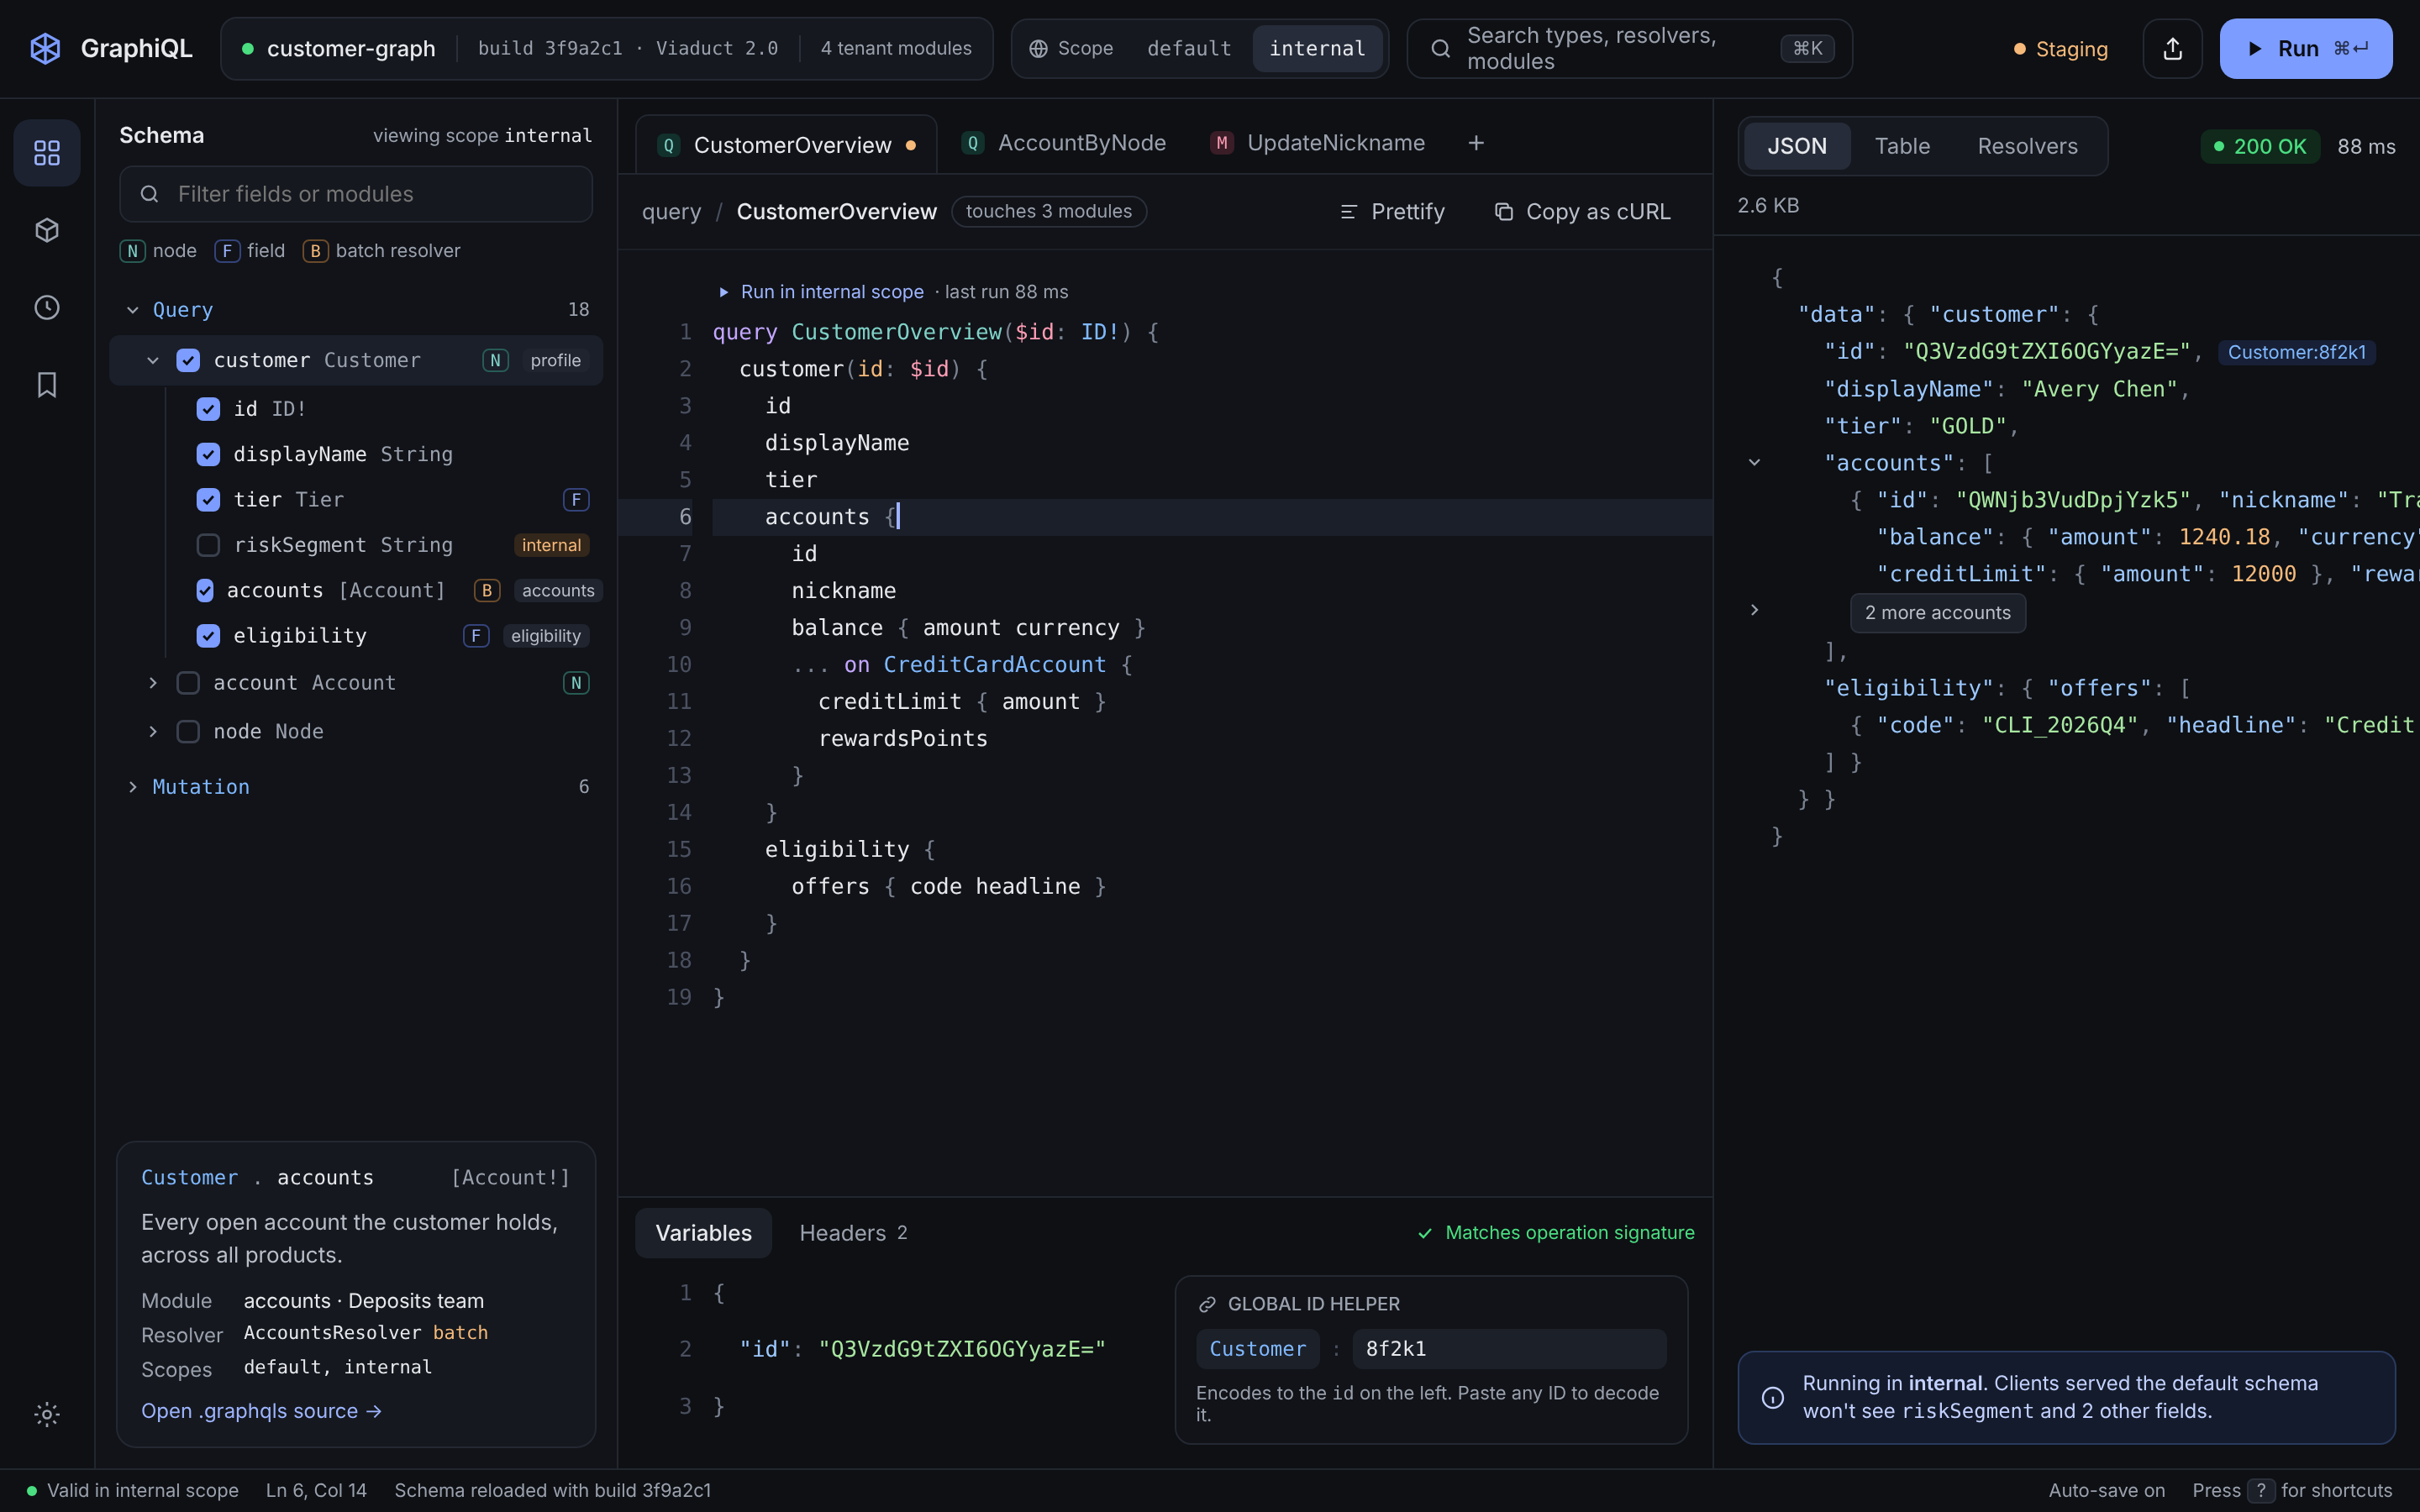 GraphiQL
customer-graph
build 3f9a2c1 · Viaduct 2.0
4 tenant modules
Scope
default
internal
Search types, resolvers,
modules
⌘K
Staging
Run ⌘↵
Schema
viewing scope internal
Filter fields or modules
N node F field B batch resolver
Query 18
customer Customer N profile
id ID!
displayName String
tier Tier F
riskSegment String internal
accounts [Account] B accounts
eligibility F eligibility
account Account N
node Node
Mutation 6
Customer . accounts [Account!]
Every open account the customer holds,
across all products.
Module accounts · Deposits team
Resolver AccountsResolver batch
Scopes default, internal
Open .graphqls source →
Q CustomerOverview
Q AccountByNode
M UpdateNickname
+
query / CustomerOverview touches 3 modules
Prettify
Copy as cURL
Run in internal scope · last run 88 ms
1 query CustomerOverview($id: ID!) {
2 customer(id: $id) {
3 id
4 displayName
5 tier
6 accounts {
7 id
8 nickname
9 balance { amount currency }
10 ... on CreditCardAccount {
11 creditLimit { amount }
12 rewardsPoints
13 }
14 }
15 eligibility {
16 offers { code headline }
17 }
18 }
19 }
Variables
Headers 2
Matches operation signature
1 {
2 "id": "Q3VzdG9tZXI6OGYyazE="
3 }
GLOBAL ID HELPER
Customer : 8f2k1
Encodes to the id on the left. Paste any ID to decode
it.
JSON
Table
Resolvers
200 OK
88 ms
2.6 KB
{
"data": { "customer": {
"id": "Q3VzdG9tZXI6OGYyazE=", Customer:8f2k1
"displayName": "Avery Chen",
"tier": "GOLD",
"accounts": [
{ "id": "QWNjb3VudDpjYzk5", "nickname": "Tra
"balance": { "amount": 1240.18, "currency"
"creditLimit": { "amount": 12000 }, "rewar
2 more accounts
],
"eligibility": { "offers": [
{ "code": "CLI_2026Q4", "headline": "Credit
] }
} }
}
Running in internal. Clients served the default schema
won't see riskSegment and 2 other fields.
Valid in internal scope
Ln 6, Col 14
Schema reloaded with build 3f9a2c1
Auto-save on
Press ? for shortcuts